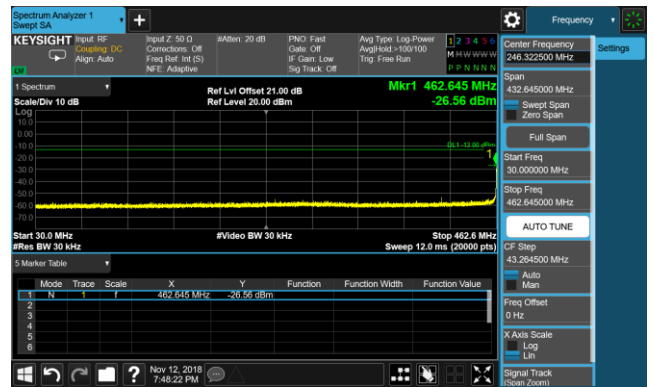 Spectrum Analyzer 1
Swept SA
Frequency
KEYSIGHT
Input: RF
Coupling: DC
Align: Auto
Input Z: 50 Ω
Corrections: Off
Freq Ref: Int (S)
NFE: Adaptive
#Atten: 20 dB
PNO: Fast
Gate: Off
IF Gain: Low
Sig Track: Off
Avg Type: Log-Power
Avg|Hold:>100/100
Trig: Free Run
1 2 3 4 5 6
M W W W W W
P P N N N N
LXI
Center Frequency
246.322500 MHz
Settings
Span
432.645000 MHz
Swept Span
Zero Span
Full Span
Start Freq
30.000000 MHz
Stop Freq
462.645000 MHz
AUTO TUNE
CF Step
43.264500 MHz
Auto
Man
Freq Offset
0 Hz
X Axis Scale
Log
Lin
Signal Track
(Span Zoom)
1 Spectrum
Scale/Div 10 dB
Ref Lvl Offset 21.00 dB
Ref Level 20.00 dBm
Mkr1 462.645 MHz
-26.56 dBm
Log
10.0
0.00
-10.0
-20.0
-30.0
-40.0
-50.0
-60.0
-70.0
DL1 -13.00 dBm
1
Start 30.0 MHz
#Res BW 30 kHz
#Video BW 30 kHz
Stop 462.6 MHz
Sweep 12.0 ms (20000 pts)
5 Marker Table
Mode Trace Scale X Y Function Function Width Function Value
1 N 1 f 462.645 MHz -26.56 dBm
2
3
4
5
6
?
Nov 12, 2018
7:48:22 PM